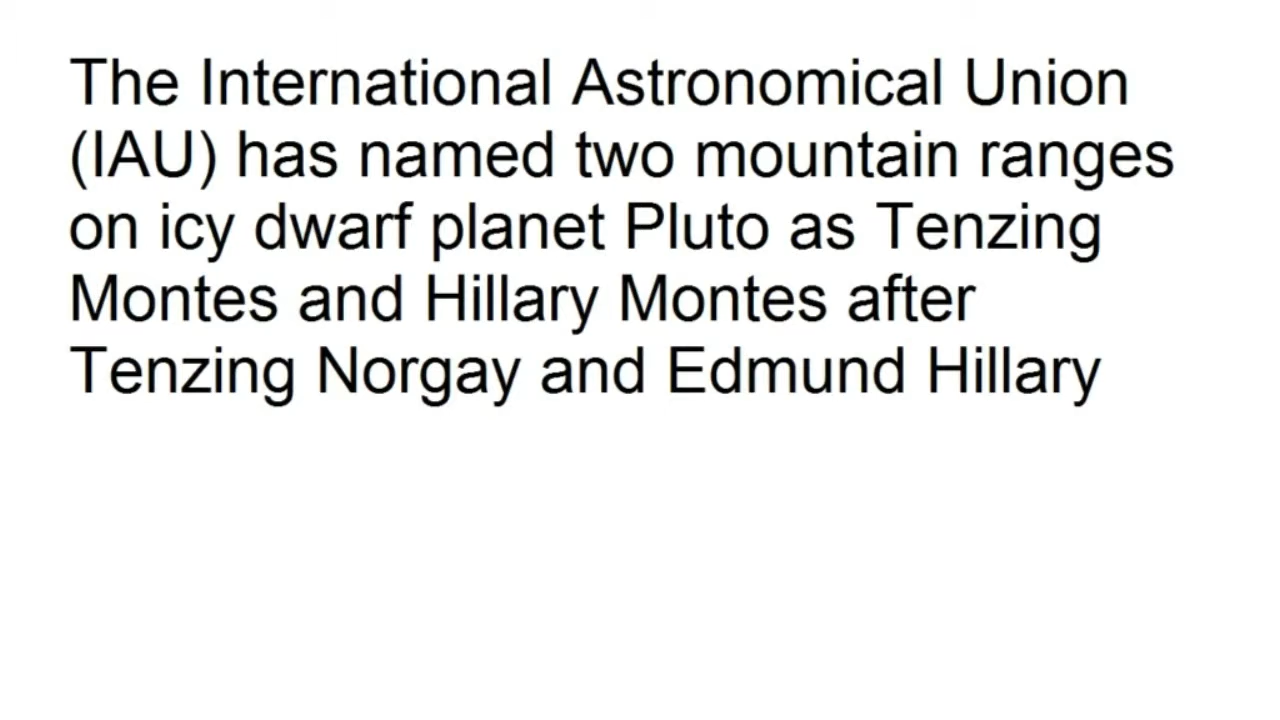 The International Astronomical Union
(IAU) has named two mountain ranges
on icy dwarf planet Pluto as Tenzing
Montes and Hillary Montes after
Tenzing Norgay and Edmund Hillary